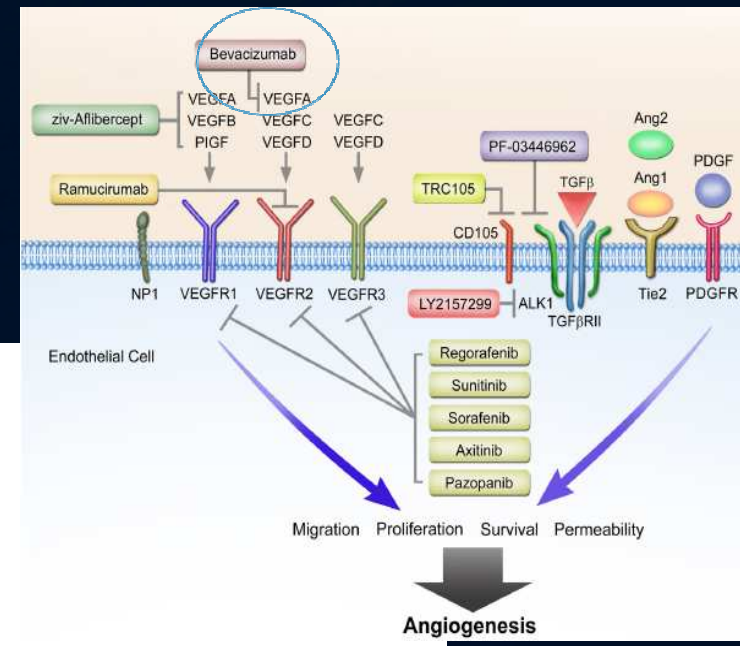 Bevacizumab
VEGFA VEGFA
ziv-Aflibercept VEGFB VEGFC VEGFC
PIGF VEGFD VEGFD
Ang2
PF-03446962
PDGF
Ramucirumab
TRC105
TGFβ
Ang1
CD105
NP1 VEGFR1 VEGFR2 VEGFR3
LY2157299 ALK1
TGFβRII
Tie2 PDGFR
Endothelial Cell
Regorafenib
Sunitinib
Sorafenib
Axitinib
Pazopanib
Migration Proliferation Survival Permeability
Angiogenesis